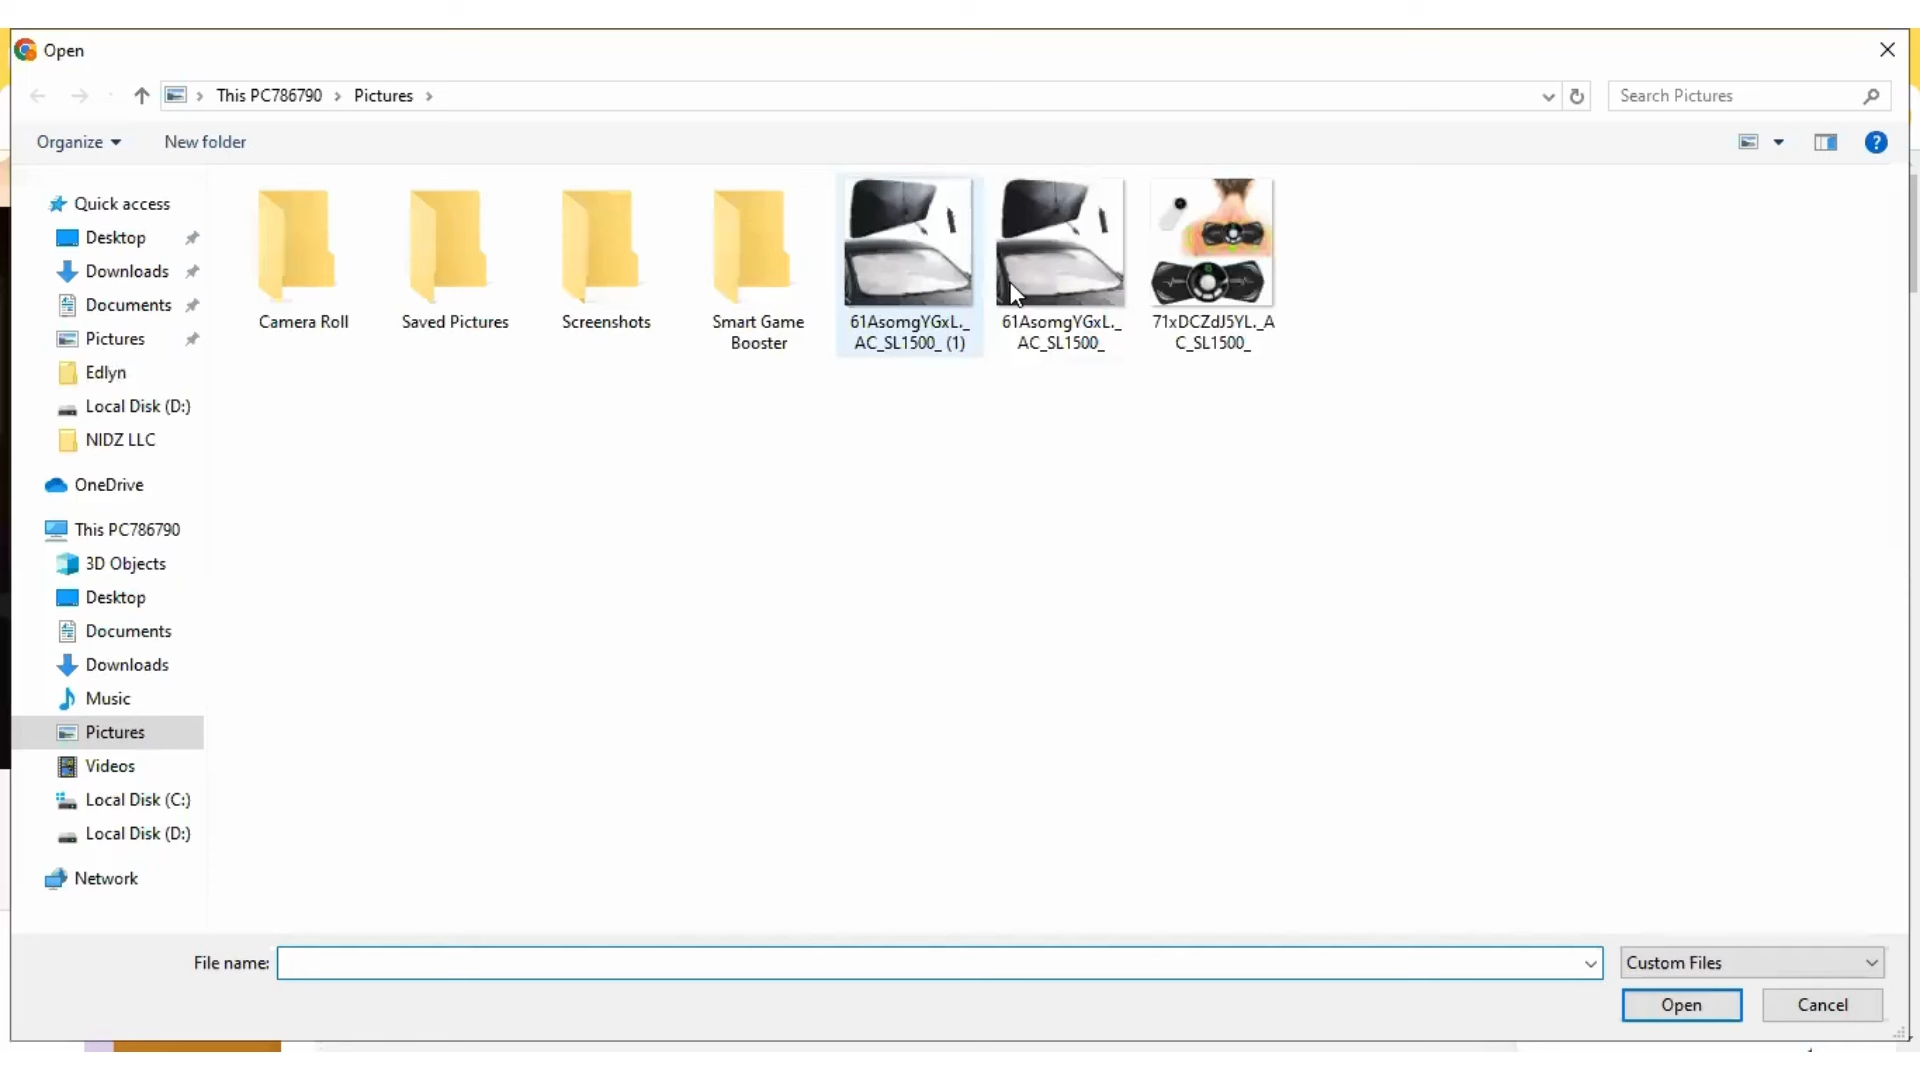 Open
This PC786790
Pictures
Search Pictures
Organize
New folder
Quick access
Desktop
Downloads
Documents
Pictures
Edlyn
Local Disk (D:)
NIDZ LLC
OneDrive
This PC786790
3D Objects
Desktop
Documents
Downloads
Music
Pictures
Videos
Local Disk (C:)
Local Disk (D:)
Network
Camera Roll
Saved Pictures
Screenshots
Smart Game
Booster
61AsomgYGxL._
AC_SL1500_ (1)
61AsomgYGxL._
AC_SL1500_
71xDCZdJ5YL._A
C_SL1500_
File name:
Custom Files
Open
Cancel